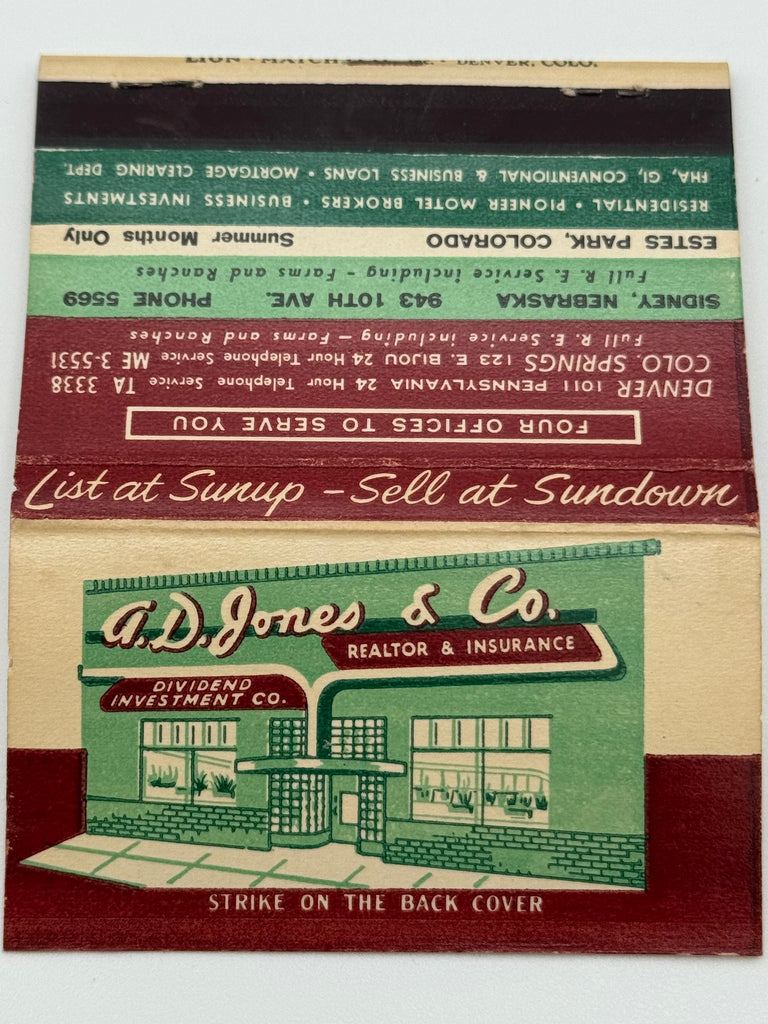 LION MATCH
DENVER, COLO.
FHA, GI, CONVENTIONAL & BUSINESS LOANS • MORTGAGE CLEARING DEPT.
RESIDENTIAL • PIONEER MOTEL BROKERS • BUSINESS INVESTMENTS
ESTES PARK, COLORADO Summer Months Only
Full R. E. Service including - Farms and Ranches
SIDNEY, NEBRASKA 943 10TH AVE. PHONE 5569
Full R. E. Service including — Farms and Ranches
COLO. SPRINGS 123 E. BIJOU 24 Hour Telephone Service ME 3-5531
DENVER 1011 PENNSYLVANIA 24 Hour Telephone Service TA 3338
FOUR OFFICES TO SERVE YOU
List at Sunup - Sell at Sundown
A.D. Jones & Co.
REALTOR & INSURANCE
DIVIDEND
INVESTMENT CO.
STRIKE ON THE BACK COVER